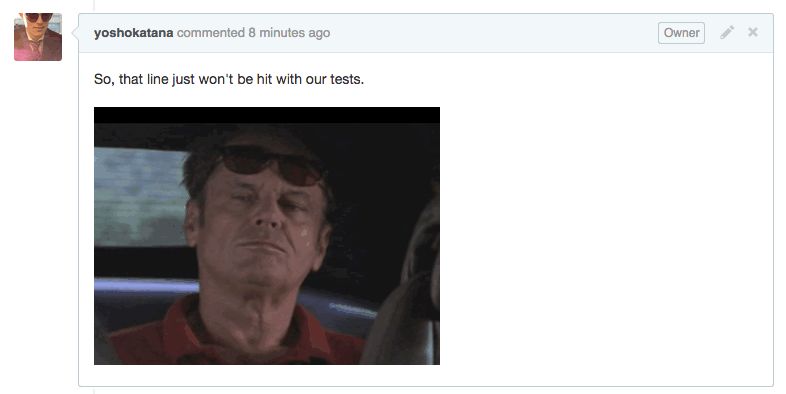 yoshokatana commented 8 minutes ago
Owner
So, that line just won't be hit with our tests.